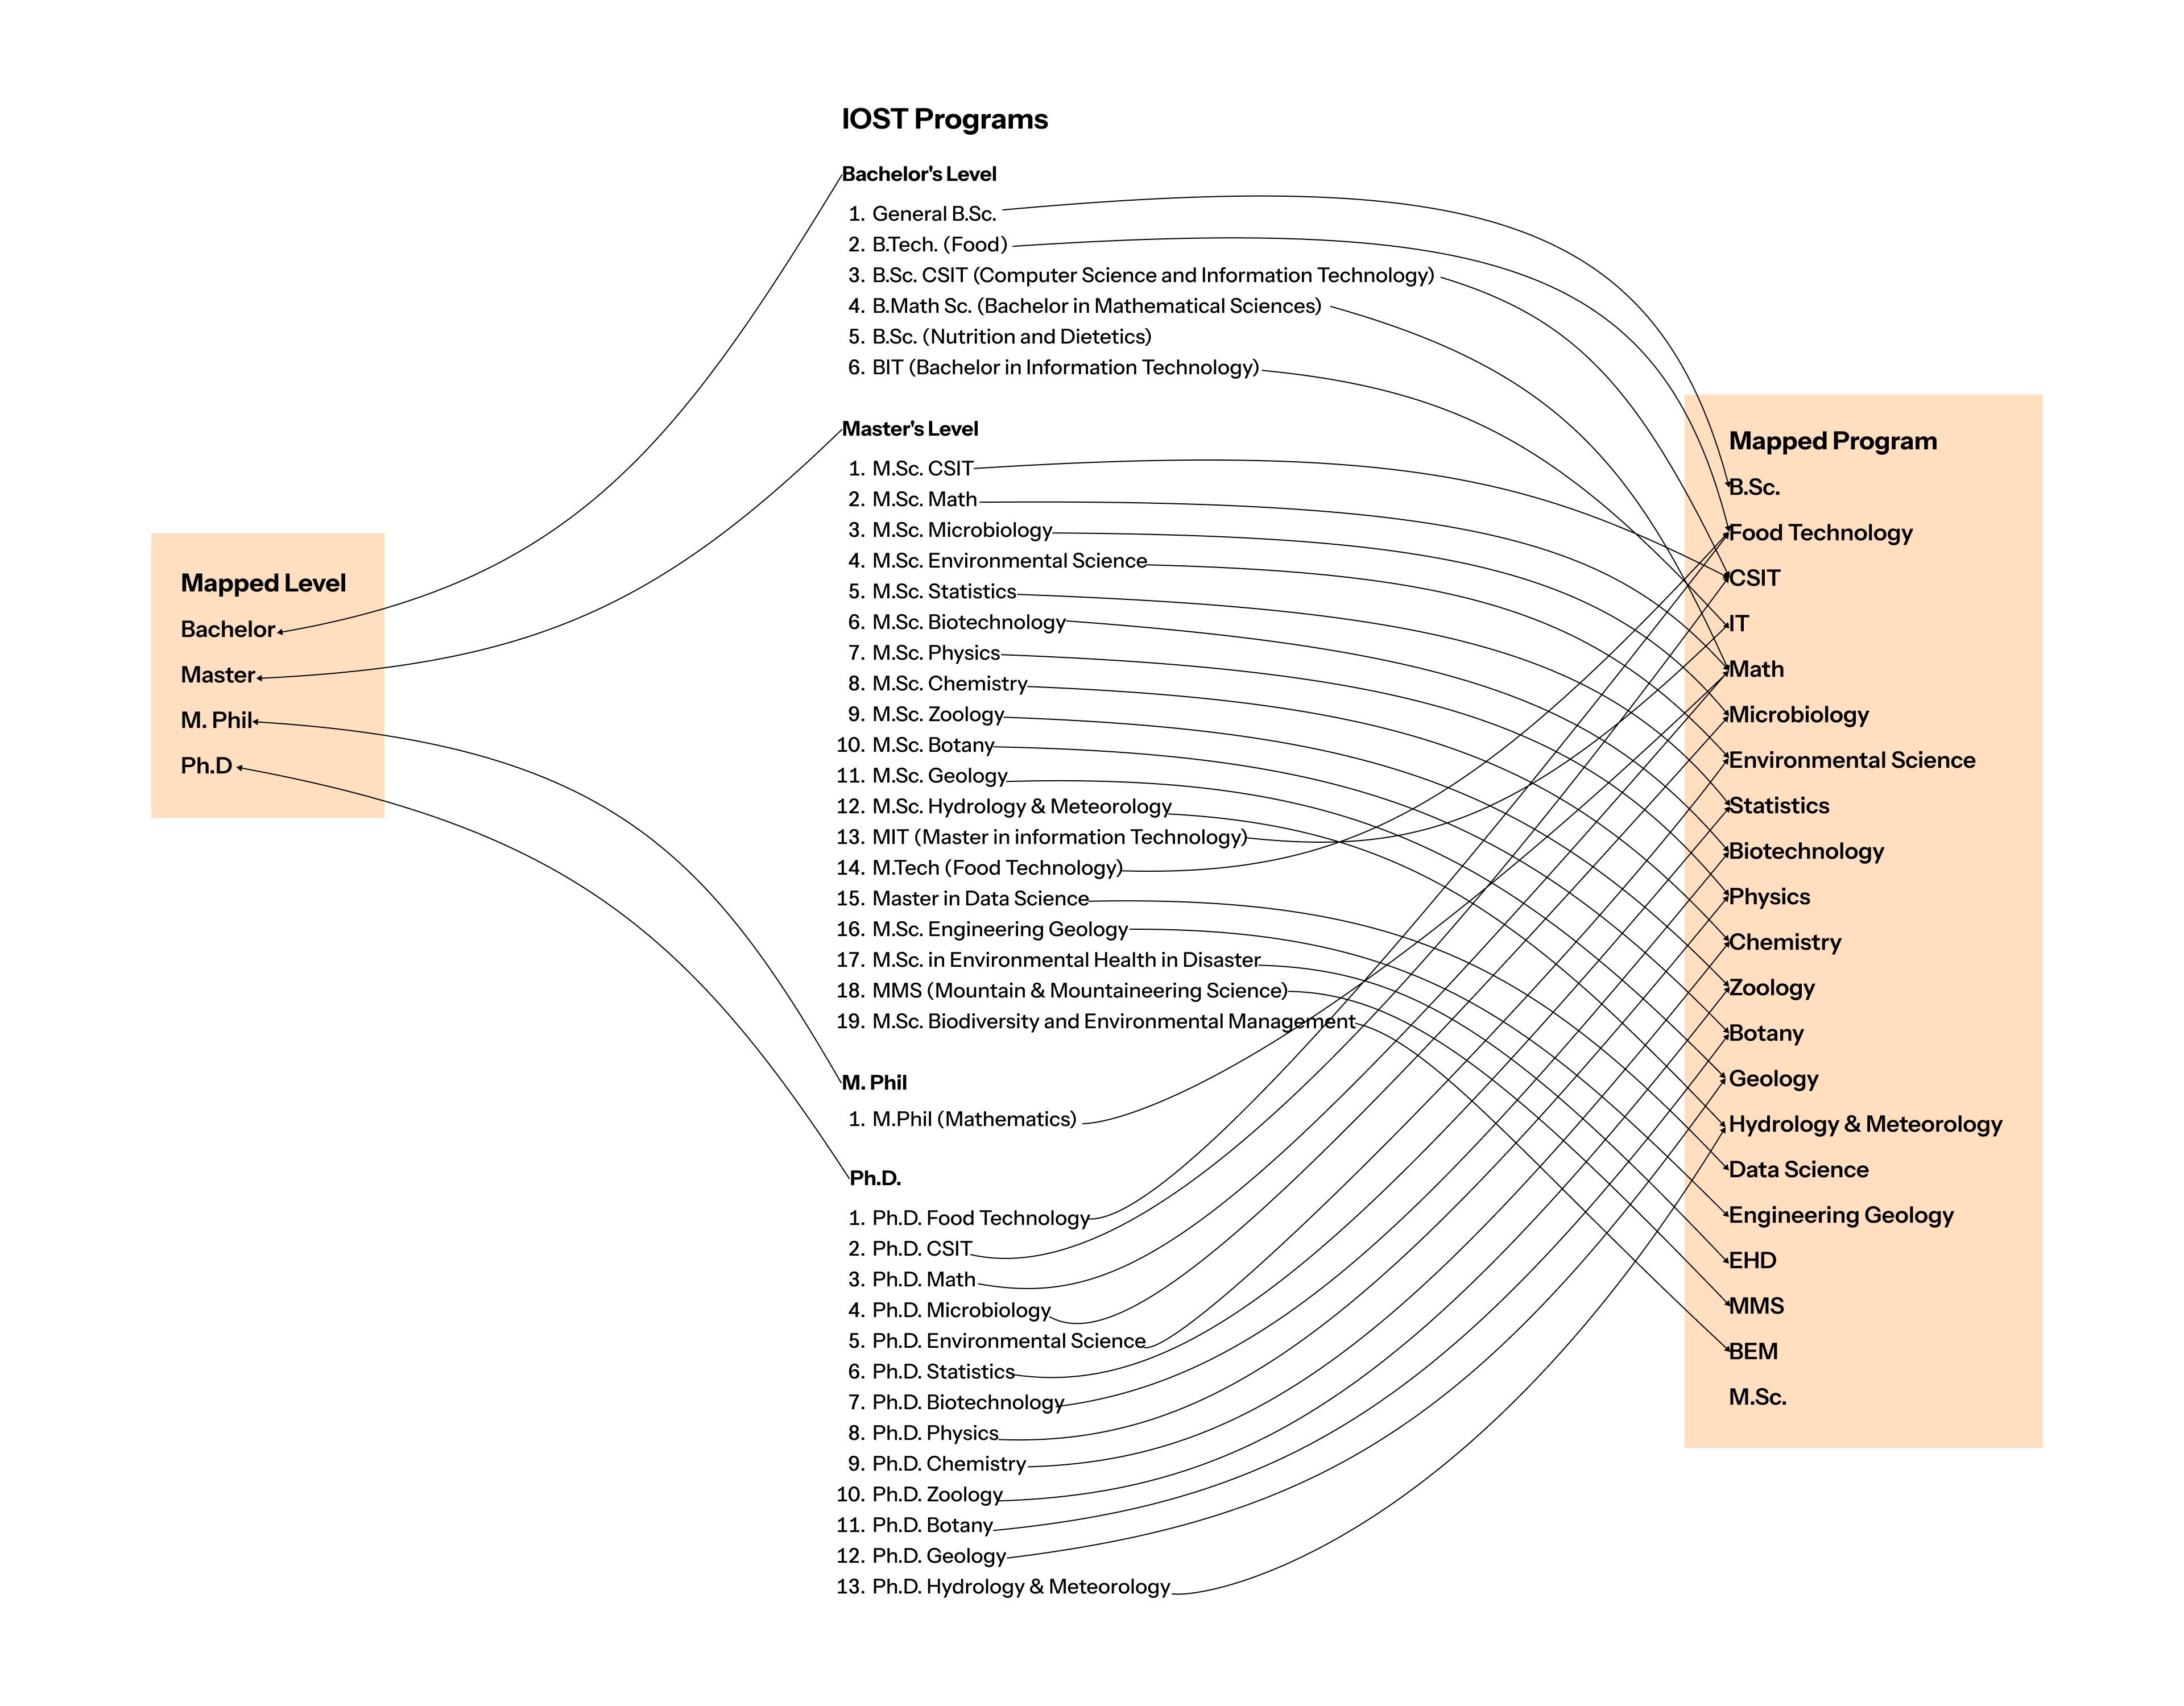 IOST Programs
Bachelor's Level
1. General B.Sc.
2. B.Tech. (Food)
3. B.Sc. CSIT (Computer Science and Information Technology)
4. B.Math Sc. (Bachelor in Mathematical Sciences)
5. B.Sc. (Nutrition and Dietetics)
6. BIT (Bachelor in Information Technology)
Master's Level
1. M.Sc. CSIT
2. M.Sc. Math
3. M.Sc. Microbiology
4. M.Sc. Environmental Science
5. M.Sc. Statistics
6. M.Sc. Biotechnology
7. M.Sc. Physics
8. M.Sc. Chemistry
9. M.Sc. Zoology
10. M.Sc. Botany
11. M.Sc. Geology
12. M.Sc. Hydrology & Meteorology
13. MIT (Master in information Technology)
14. M.Tech (Food Technology)
15. Master in Data Science
16. M.Sc. Engineering Geology
17. M.Sc. in Environmental Health in Disaster
18. MMS (Mountain & Mountaineering Science)
19. M.Sc. Biodiversity and Environmental Management
M. Phil
1. M.Phil (Mathematics)
Ph.D.
1. Ph.D. Food Technology
2. Ph.D. CSIT
3. Ph.D. Math
4. Ph.D. Microbiology
5. Ph.D. Environmental Science
6. Ph.D. Statistics
7. Ph.D. Biotechnology
8. Ph.D. Physics
9. Ph.D. Chemistry
10. Ph.D. Zoology
11. Ph.D. Botany
12. Ph.D. Geology
13. Ph.D. Hydrology & Meteorology
Mapped Level
Bachelor
Master
M. Phil
Ph.D
Mapped Program
B.Sc.
Food Technology
CSIT
IT
Math
Microbiology
Environmental Science
Statistics
Biotechnology
Physics
Chemistry
Zoology
Botany
Geology
Hydrology & Meteorology
Data Science
Engineering Geology
EHD
MMS
BEM
M.Sc.